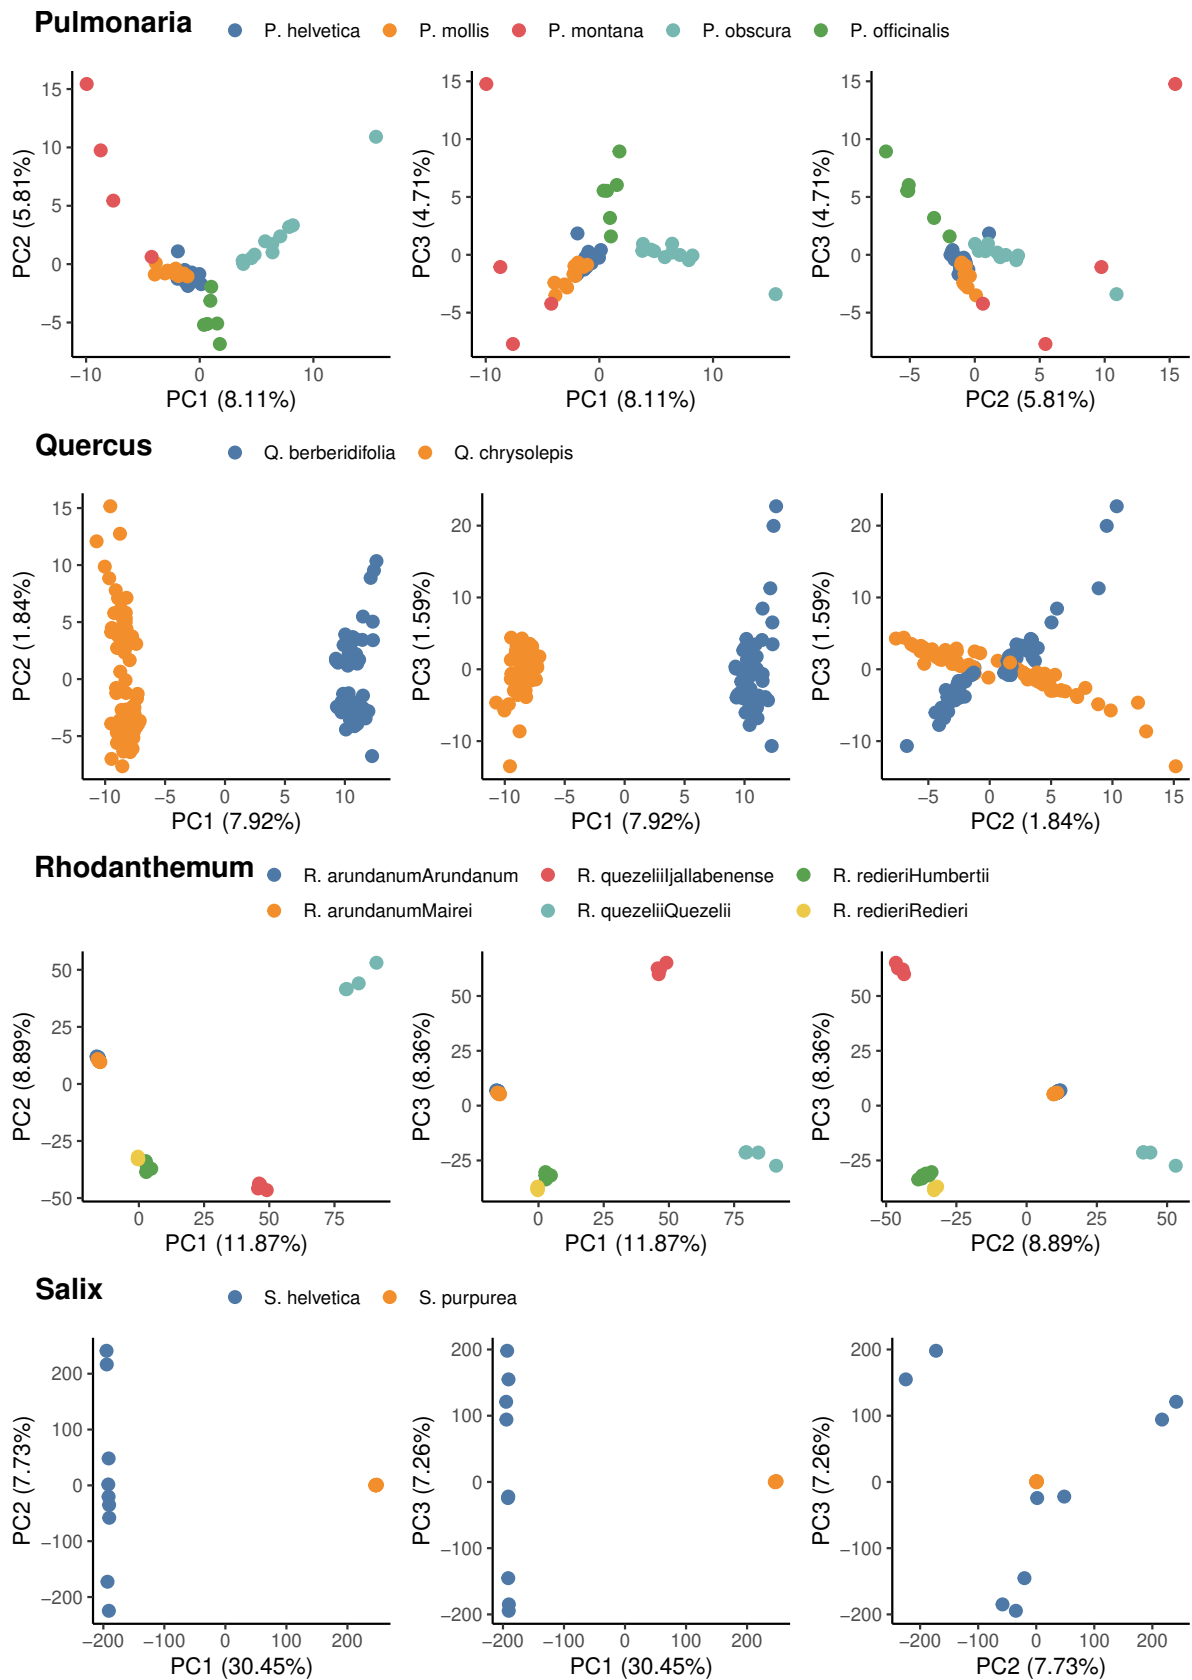 Pulmonaria P. helvetica P. mollis P. montana P. obscura P. officinalis
15 10 5 0 −5
PC2 (5.81%)
−10 0 10
PC1 (8.11%)
15 10 5 0 −5
PC3 (4.71%)
−10 0 10
PC1 (8.11%)
15 10 5 0 −5
PC3 (4.71%)
−5 0 5 10 15
PC2 (5.81%)
Quercus Q. berberidifolia Q. chrysolepis
15 10 5 0 −5
PC2 (1.84%)
−10 −5 0 5 10
PC1 (7.92%)
20 10 0 −10
PC3 (1.59%)
−10 −5 0 5 10
PC1 (7.92%)
20 10 0 −10
PC3 (1.59%)
−5 0 5 10 15
PC2 (1.84%)
Rhodanthemum R. arundanumArundanum R. quezeliiIjallabenense R. redieriHumbertii
R. arundanumMairei R. quezeliiQuezelii R. redieriRedieri
50 25 0 −25 −50
PC2 (8.89%)
0 25 50 75
PC1 (11.87%)
50 25 0 −25
PC3 (8.36%)
0 25 50 75
PC1 (11.87%)
50 25 0 −25
PC3 (8.36%)
−50 −25 0 25 50
PC2 (8.89%)
Salix S. helvetica S. purpurea
200 100 0 −100 −200
PC2 (7.73%)
−200 −100 0 100 200
PC1 (30.45%)
200 100 0 −100 −200
PC3 (7.26%)
−200 −100 0 100 200
PC1 (30.45%)
200 100 0 −100 −200
PC3 (7.26%)
−200 −100 0 100 200
PC2 (7.73%)